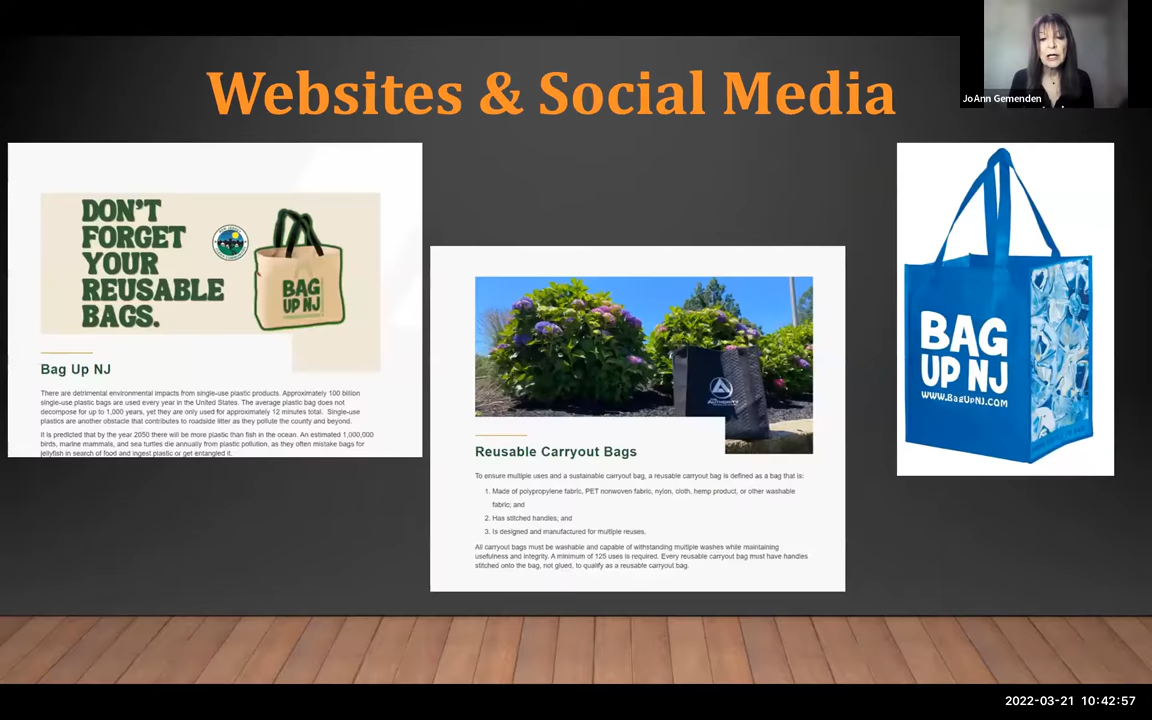 Websites & Social Media
JoAnn Gemenden
DON'T
FORGET
YOUR
REUSABLE
BAGS.
BAG
UP NJ
Bag Up NJ
There are detrimental environmental impacts from single-use plastic products. Approximately 100 billion
single-use plastic bags are used every year in the United States. The average plastic bag does not
decompose for up to 1,000 years, yet they are only used for approximately 12 minutes total. Single-use
plastics are another obstacle that contributes to roadside litter as they pollute the county and beyond.
It is predicted that by the year 2050 there will be more plastic than fish in the ocean. An estimated 1,000,000
birds, marine mammals, and sea turtles die annually from plastic pollution, as they often mistake bags for
jellyfish in search of food and ingest plastic or get entangled it.
AUTHORITY
Reusable Carryout Bags
To ensure multiple uses and a sustainable carryout bag, a reusable carryout bag is defined as a bag that is:
1. Made of polypropylene fabric, PET nonwoven fabric, nylon, cloth, hemp product, or other washable
fabric; and
2. Has stitched handles; and
3. Is designed and manufactured for multiple reuses.
All carryout bags must be washable and capable of withstanding multiple washes while maintaining
usefulness and integrity. A minimum of 125 uses is required. Every reusable carryout bag must have handles
stitched onto the bag, not glued, to qualify as a reusable carryout bag.
BAG
UP NJ
www.BagUpNJ.com
2022-03-21 10:42:57